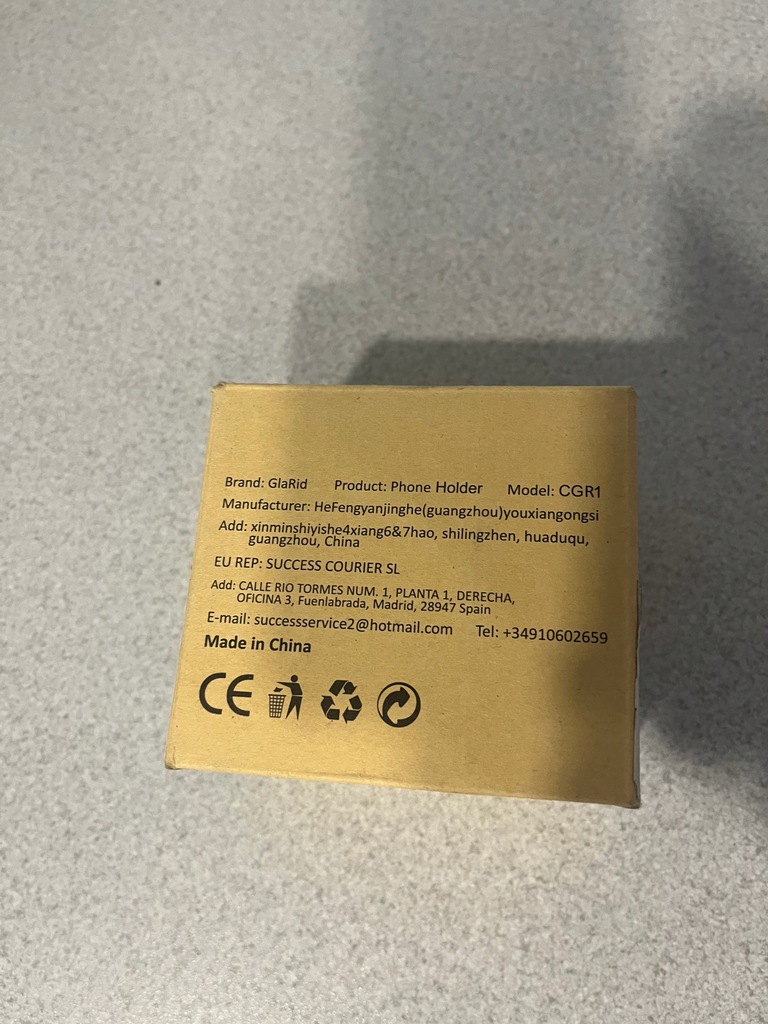 Brand: GlaRid Product: Phone Holder Model: CGR1
Manufacturer: HeFengyanjinghe(guangzhou)youxiangongsi
Add: xinminshiyishe4xiang6&7hao, shilingzhen, huaduqu,
guangzhou, China
EU REP: SUCCESS COURIER SL
Add: CALLE RIO TORMES NUM. 1, PLANTA 1, DERECHA,
OFICINA 3, Fuenlabrada, Madrid, 28947 Spain
E-mail: successservice2@hotmail.com Tel: +34910602659
Made in China
CE